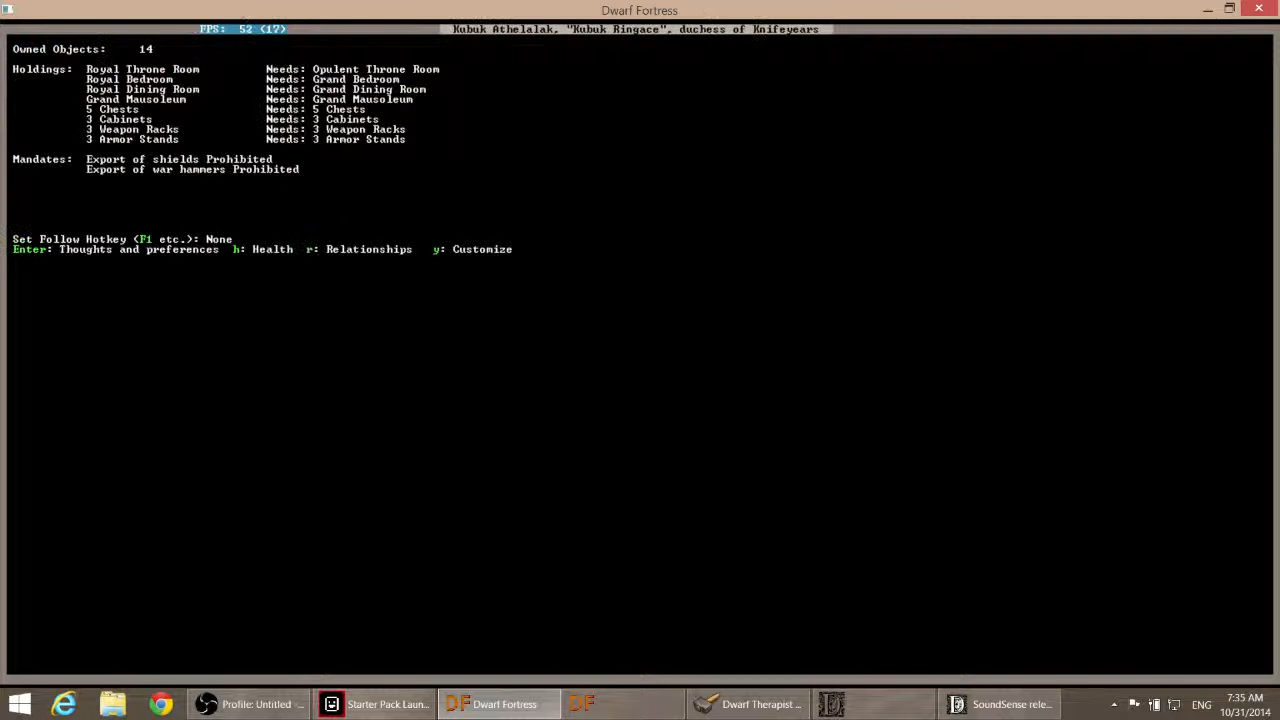 Dwarf Fortress
FPS: 52 (17)
Kubuk Athelalak, "Kubuk Ringace", duchess of Knifeyears
Owned Objects: 14
Holdings: Royal Throne Room Needs: Opulent Throne Room
Royal Bedroom Needs: Grand Bedroom
Royal Dining Room Needs: Grand Dining Room
Grand Mausoleum Needs: Grand Mausoleum
5 Chests Needs: 5 Chests
3 Cabinets Needs: 3 Cabinets
3 Weapon Racks Needs: 3 Weapon Racks
3 Armor Stands Needs: 3 Armor Stands
Mandates: Export of shields Prohibited
Export of war hammers Prohibited
Set Follow Hotkey (F1 etc.): None
Enter: Thoughts and preferences h: Health r: Relationships y: Customize
Profile: Untitled -...
Starter Pack Laun...
DF Dwarf Fortress
DF
Dwarf Therapist ...
SoundSense rele...
ENG
7:35 AM
10/31/2014